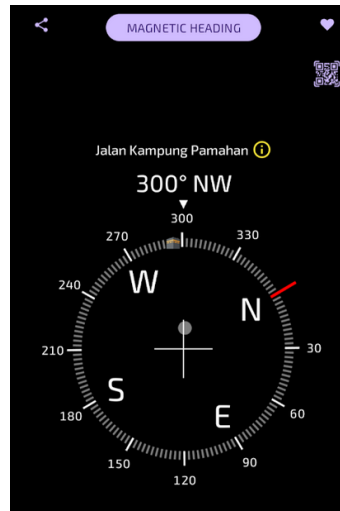 MAGNETIC HEADING
Jalan Kampung Pamahan
300° NW
300
270 330
W
240
N
210 30
S
E
180 60
150 90
120